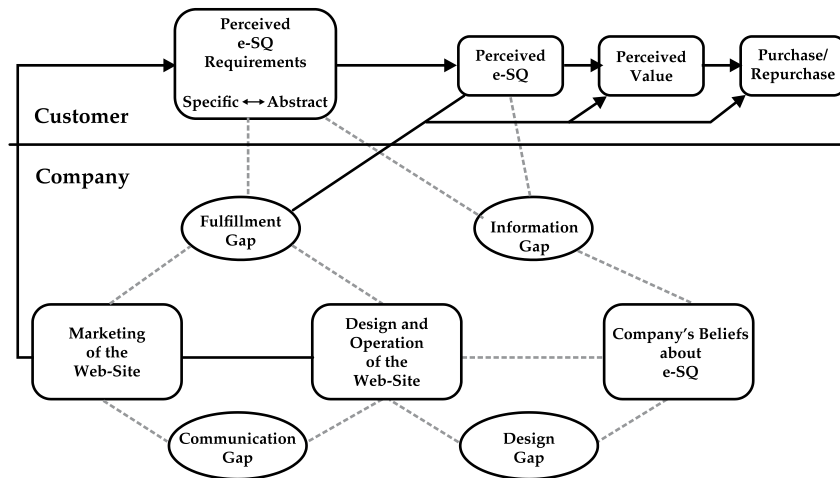 Perceived
e-SQ
Requirements
Specific ↔ Abstract
Perceived
e-SQ
Perceived
Value
Purchase/
Repurchase
Customer
Company
Fulfillment
Gap
Information
Gap
Marketing
of the
Web-Site
Design and
Operation
of the
Web-Site
Company's Beliefs
about
e-SQ
Communication
Gap
Design
Gap